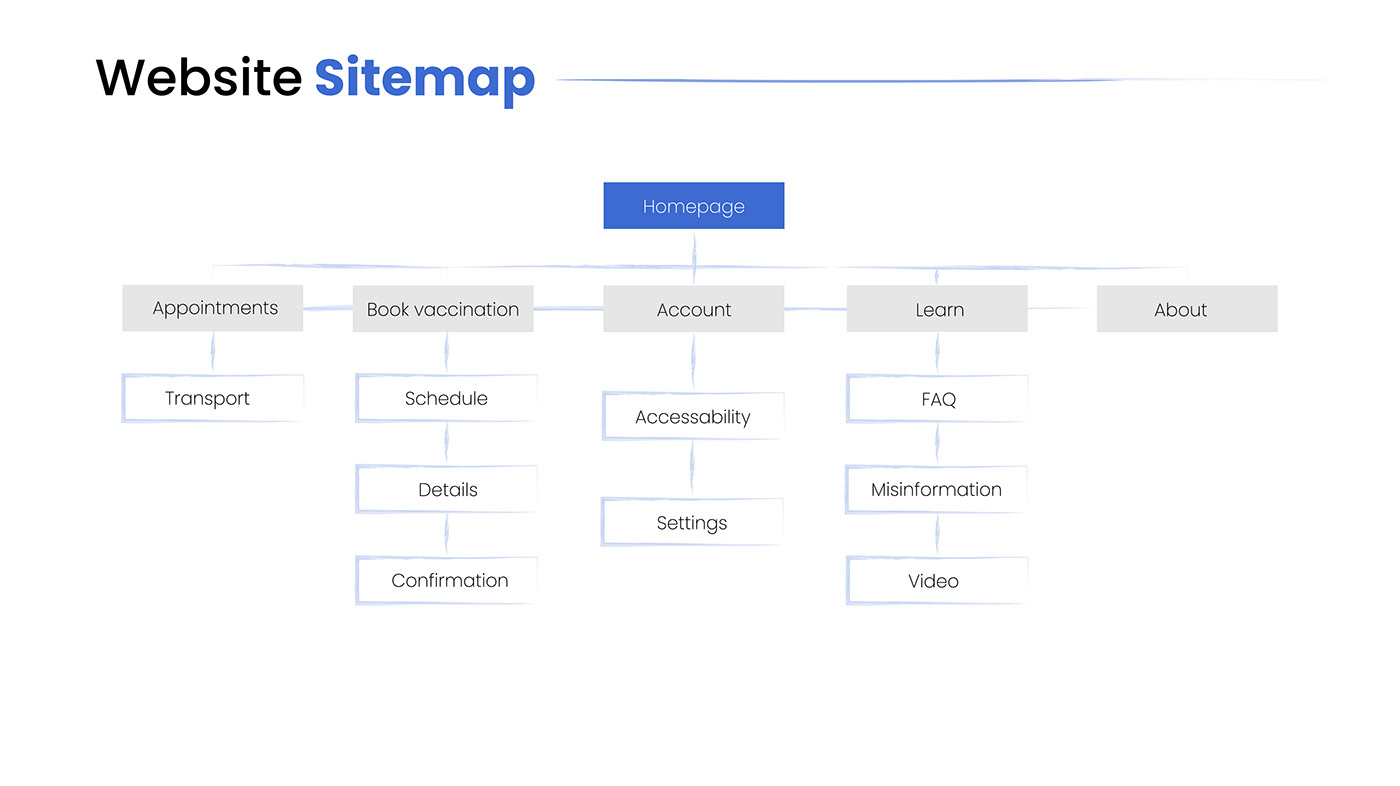 Website Sitemap
Homepage
Appointments
Book vaccination
Account
Learn
About
Transport
Schedule
Accessability
FAQ
Details
Settings
Misinformation
Confirmation
Video